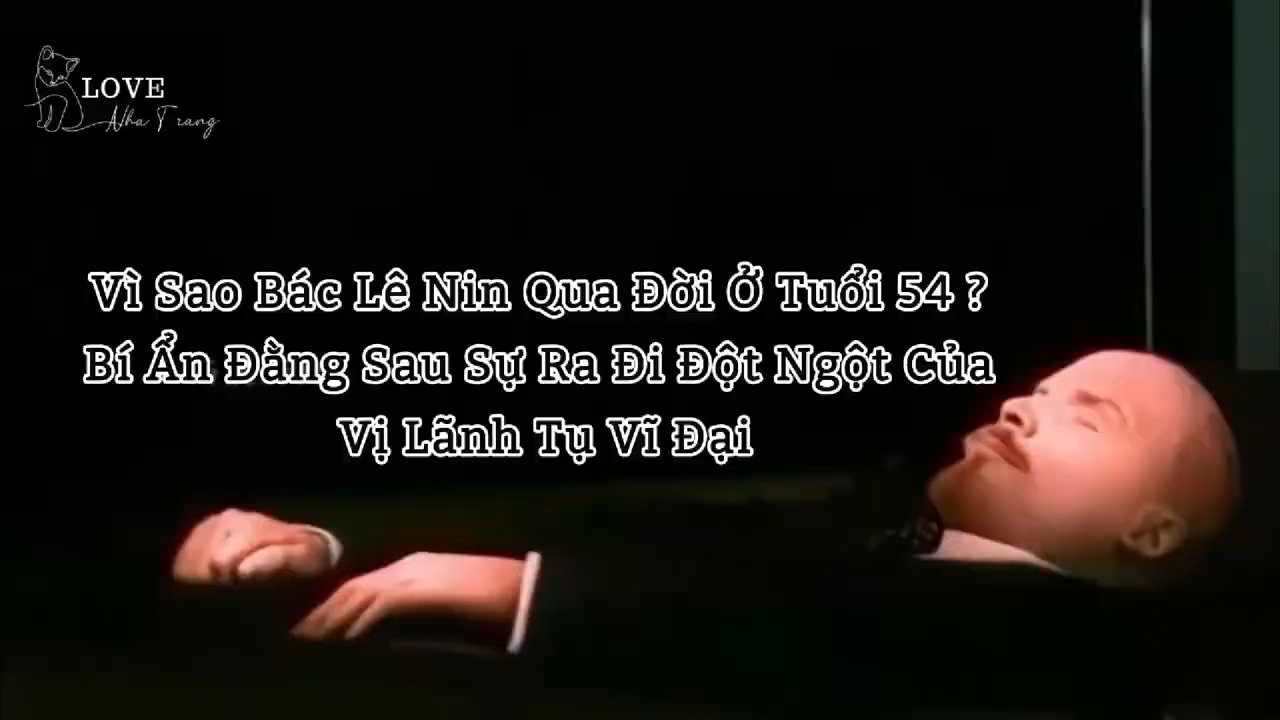 LOVE
Nha Trang
Vì Sao Bác Lê Nin Qua Đời Ở Tuổi 54 ?
Bí Ẩn Đằng Sau Sự Ra Đi Đột Ngột Của
Vị Lãnh Tụ Vĩ Đại